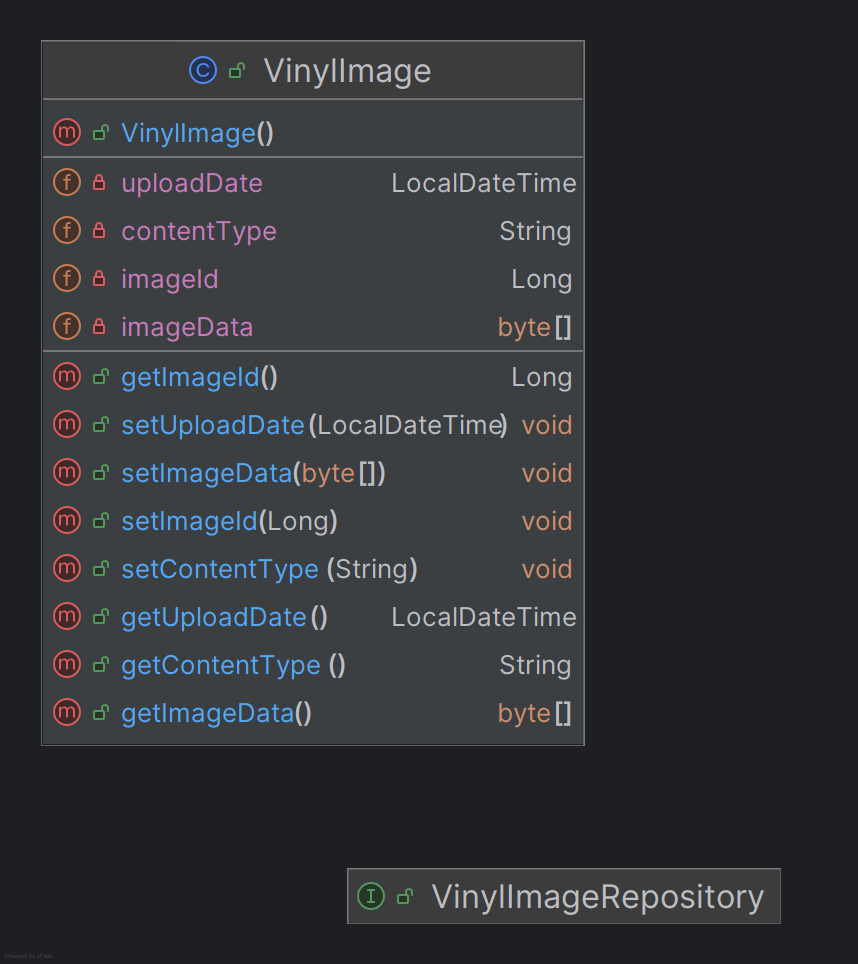 C VinylImage
m VinylImage()
f uploadDate LocalDateTime
f contentType String
f imageId Long
f imageData byte[]
m getImageId() Long
m setUploadDate(LocalDateTime) void
m setImageData(byte[]) void
m setImageId(Long) void
m setContentType (String) void
m getUploadDate() LocalDateTime
m getContentType () String
m getImageData() byte[]
I VinylImageRepository
Powered by yFiles